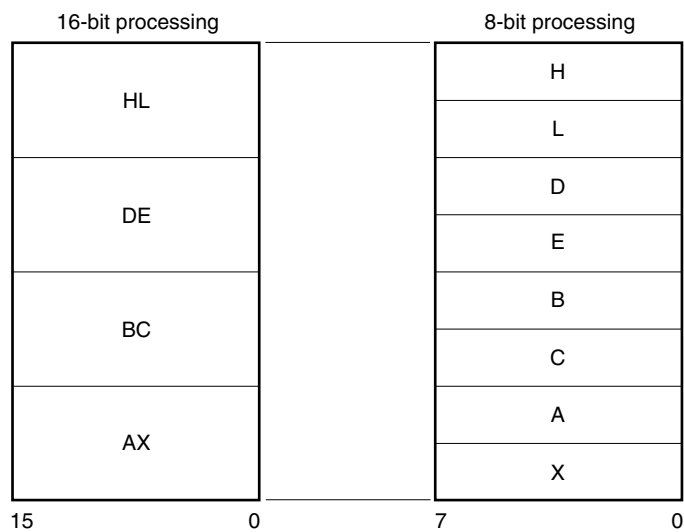 16-bit processing
8-bit processing
HL
DE
BC
AX
H
L
D
E
B
C
A
X
15 0
7 0